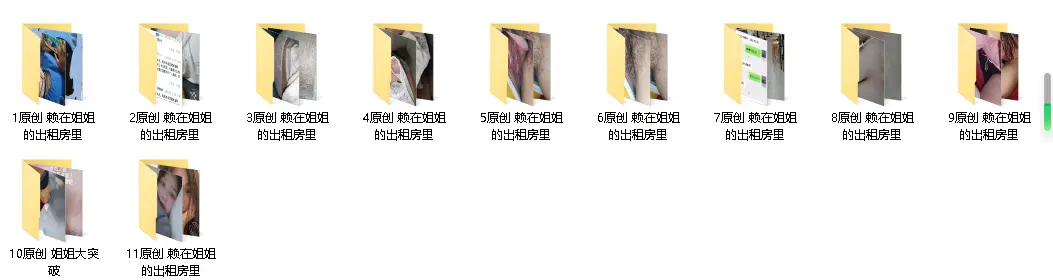 1原创 赖在姐姐
的出租房里
2原创 赖在姐姐
的出租房里
3原创 赖在姐姐
的出租房里
4原创 赖在姐姐
的出租房里
5原创 赖在姐姐
的出租房里
6原创 赖在姐姐
的出租房里
7原创 赖在姐姐
的出租房里
8原创 赖在姐姐
的出租房里
9原创 赖在姐姐
的出租房里
10原创 姐姐大突
破
11原创 赖在姐姐
的出租房里